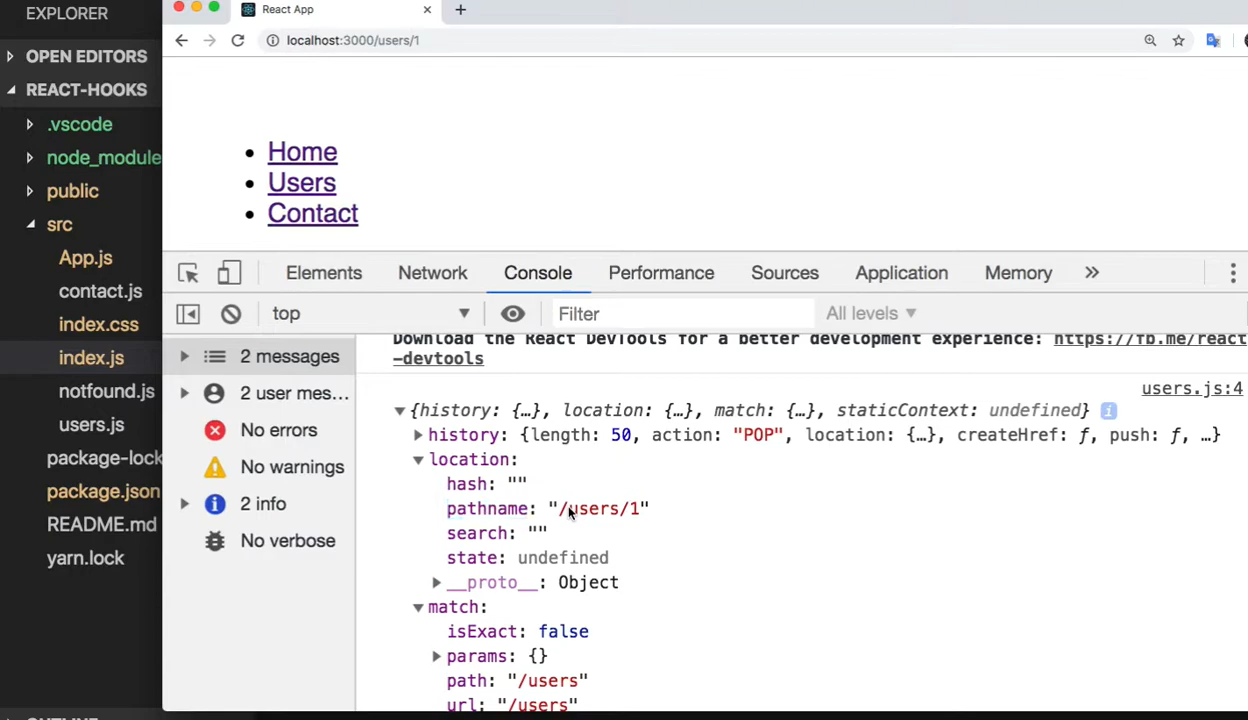 EXPLORER
OPEN EDITORS
REACT-HOOKS
.vscode
node_module
public
src
App.js
contact.js
index.css
index.js
notfound.js
users.js
package-lock
package.json
README.md
yarn.lock
React App
localhost:3000/users/1
Home
Users
Contact
Elements Network Console Performance Sources Application Memory
top Filter All levels
2 messages
2 user mes...
No errors
No warnings
2 info
No verbose
Download the React DevTools for a better development experience: https://fb.me/react
-devtools
users.js:4
{history: {…}, location: {…}, match: {…}, staticContext: undefined}
history: {length: 50, action: "POP", location: {…}, createHref: ƒ, push: ƒ, …}
location:
hash: ""
pathname: "/users/1"
search: ""
state: undefined
__proto__: Object
match:
isExact: false
params: {}
path: "/users"
url: "/users"